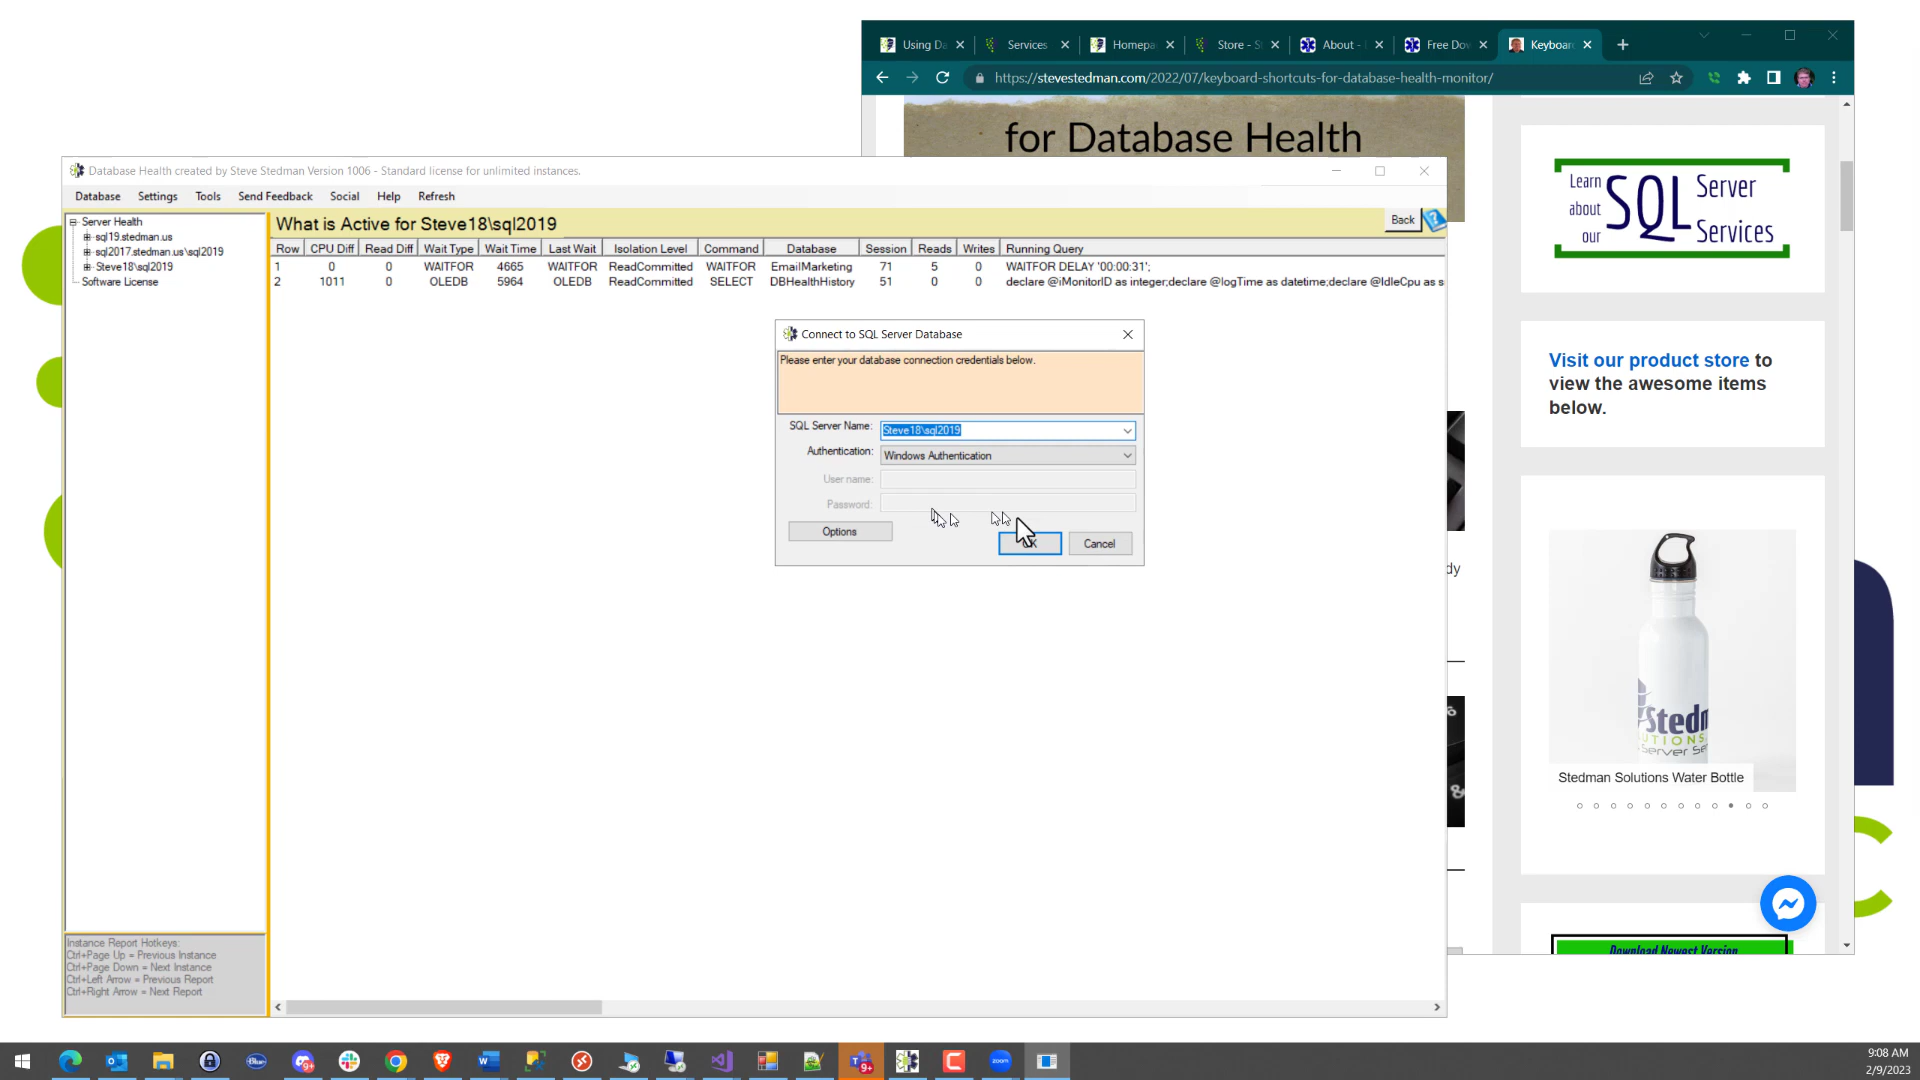 Using Da
Services
Homepa
Store - S
About -
Free Dov
Keyboar
https://stevestedman.com/2022/07/keyboard-shortcuts-for-database-health-monitor/
for Database Health
Learn
about
our
SQL
Server
Services
Visit our product store to
view the awesome items
below.
Stedman Solutions Water Bottle
Download Newest Version
dy
Database Health created by Steve Stedman Version 1006 - Standard license for unlimited instances.
Database Settings Tools Send Feedback Social Help Refresh
Server Health
sql19.stedman.us
sql2017.stedman.us\sql2019
Steve18\sql2019
Software License
What is Active for Steve18\sql2019
Back
Row CPU Diff Read Diff Wait Type Wait Time Last Wait Isolation Level Command Database Session Reads Writes Running Query
1 0 0 WAITFOR 4665 WAITFOR ReadCommitted WAITFOR EmailMarketing 71 5 0 WAITFOR DELAY '00:00:31';
2 1011 0 OLEDB 5964 OLEDB ReadCommitted SELECT DBHealthHistory 51 0 0 declare @iMonitorID as integer;declare @logTime as datetime;declare @IdleCpu as s
Connect to SQL Server Database
Please enter your database connection credentials below.
SQL Server Name: Steve18\sql2019
Authentication: Windows Authentication
User name:
Password:
Options
Cancel
Instance Report Hotkeys:
Ctrl+Page Up = Previous Instance
Ctrl+Page Down = Next Instance
Ctrl+Left Arrow = Previous Report
Ctrl+Right Arrow = Next Report
9:08 AM
2/9/2023